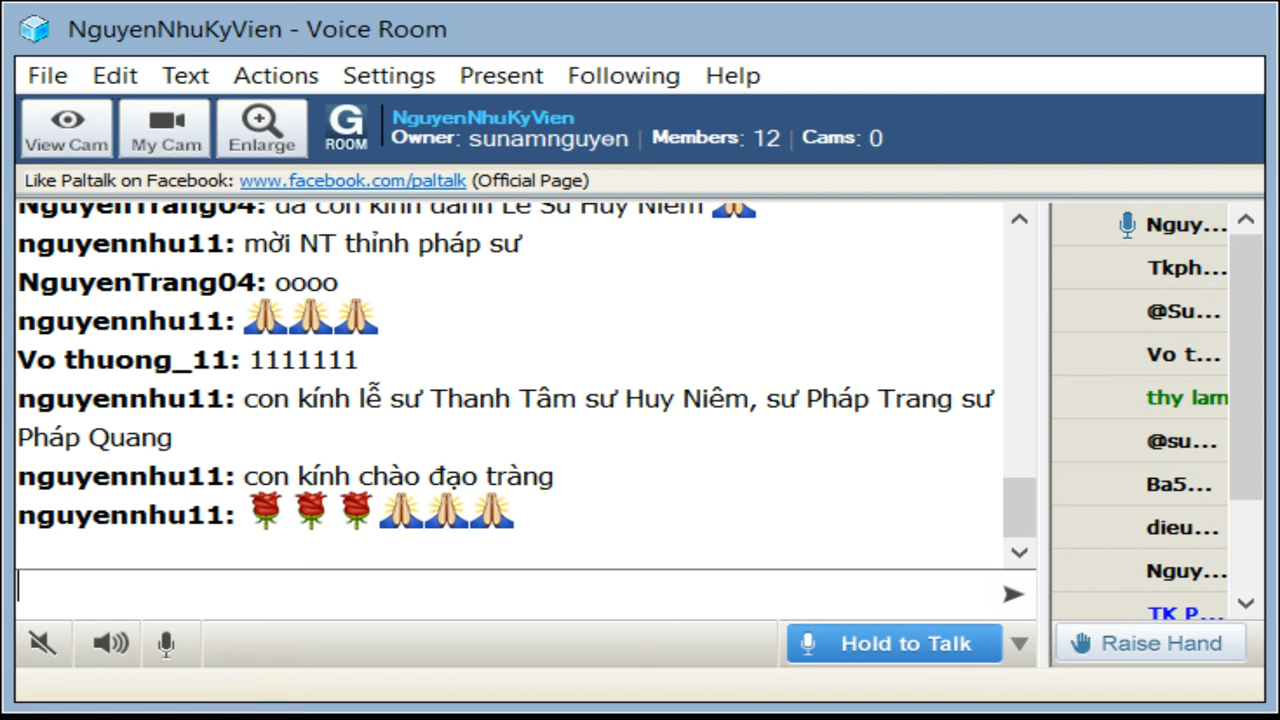 NguyenNhuKyVien - Voice Room
File Edit Text Actions Settings Present Following Help
View Cam
My Cam
Enlarge
G ROOM
NguyenNhuKyVien
Owner: sunamnguyen | Members: 12 | Cams: 0
Like Paltalk on Facebook: www.facebook.com/paltalk (Official Page)
NguyenTrang04: dạ con kính đảnh Lễ Sư Huy Niêm 🙏
nguyennhu11: mời NT thỉnh pháp sư
NguyenTrang04: oooo
nguyennhu11: 🙏🙏🙏
Vo thuong_11: 1111111
nguyennhu11: con kính lễ sư Thanh Tâm sư Huy Niêm, sư Pháp Trang sư
Pháp Quang
nguyennhu11: con kính chào đạo tràng
nguyennhu11: 🌹🌹🌹🙏🙏🙏
Nguy...
Tkph...
@Su...
Vo t...
thy lam
@su...
Ba5...
dieu...
Nguy...
TK P...
Hold to Talk
Raise Hand